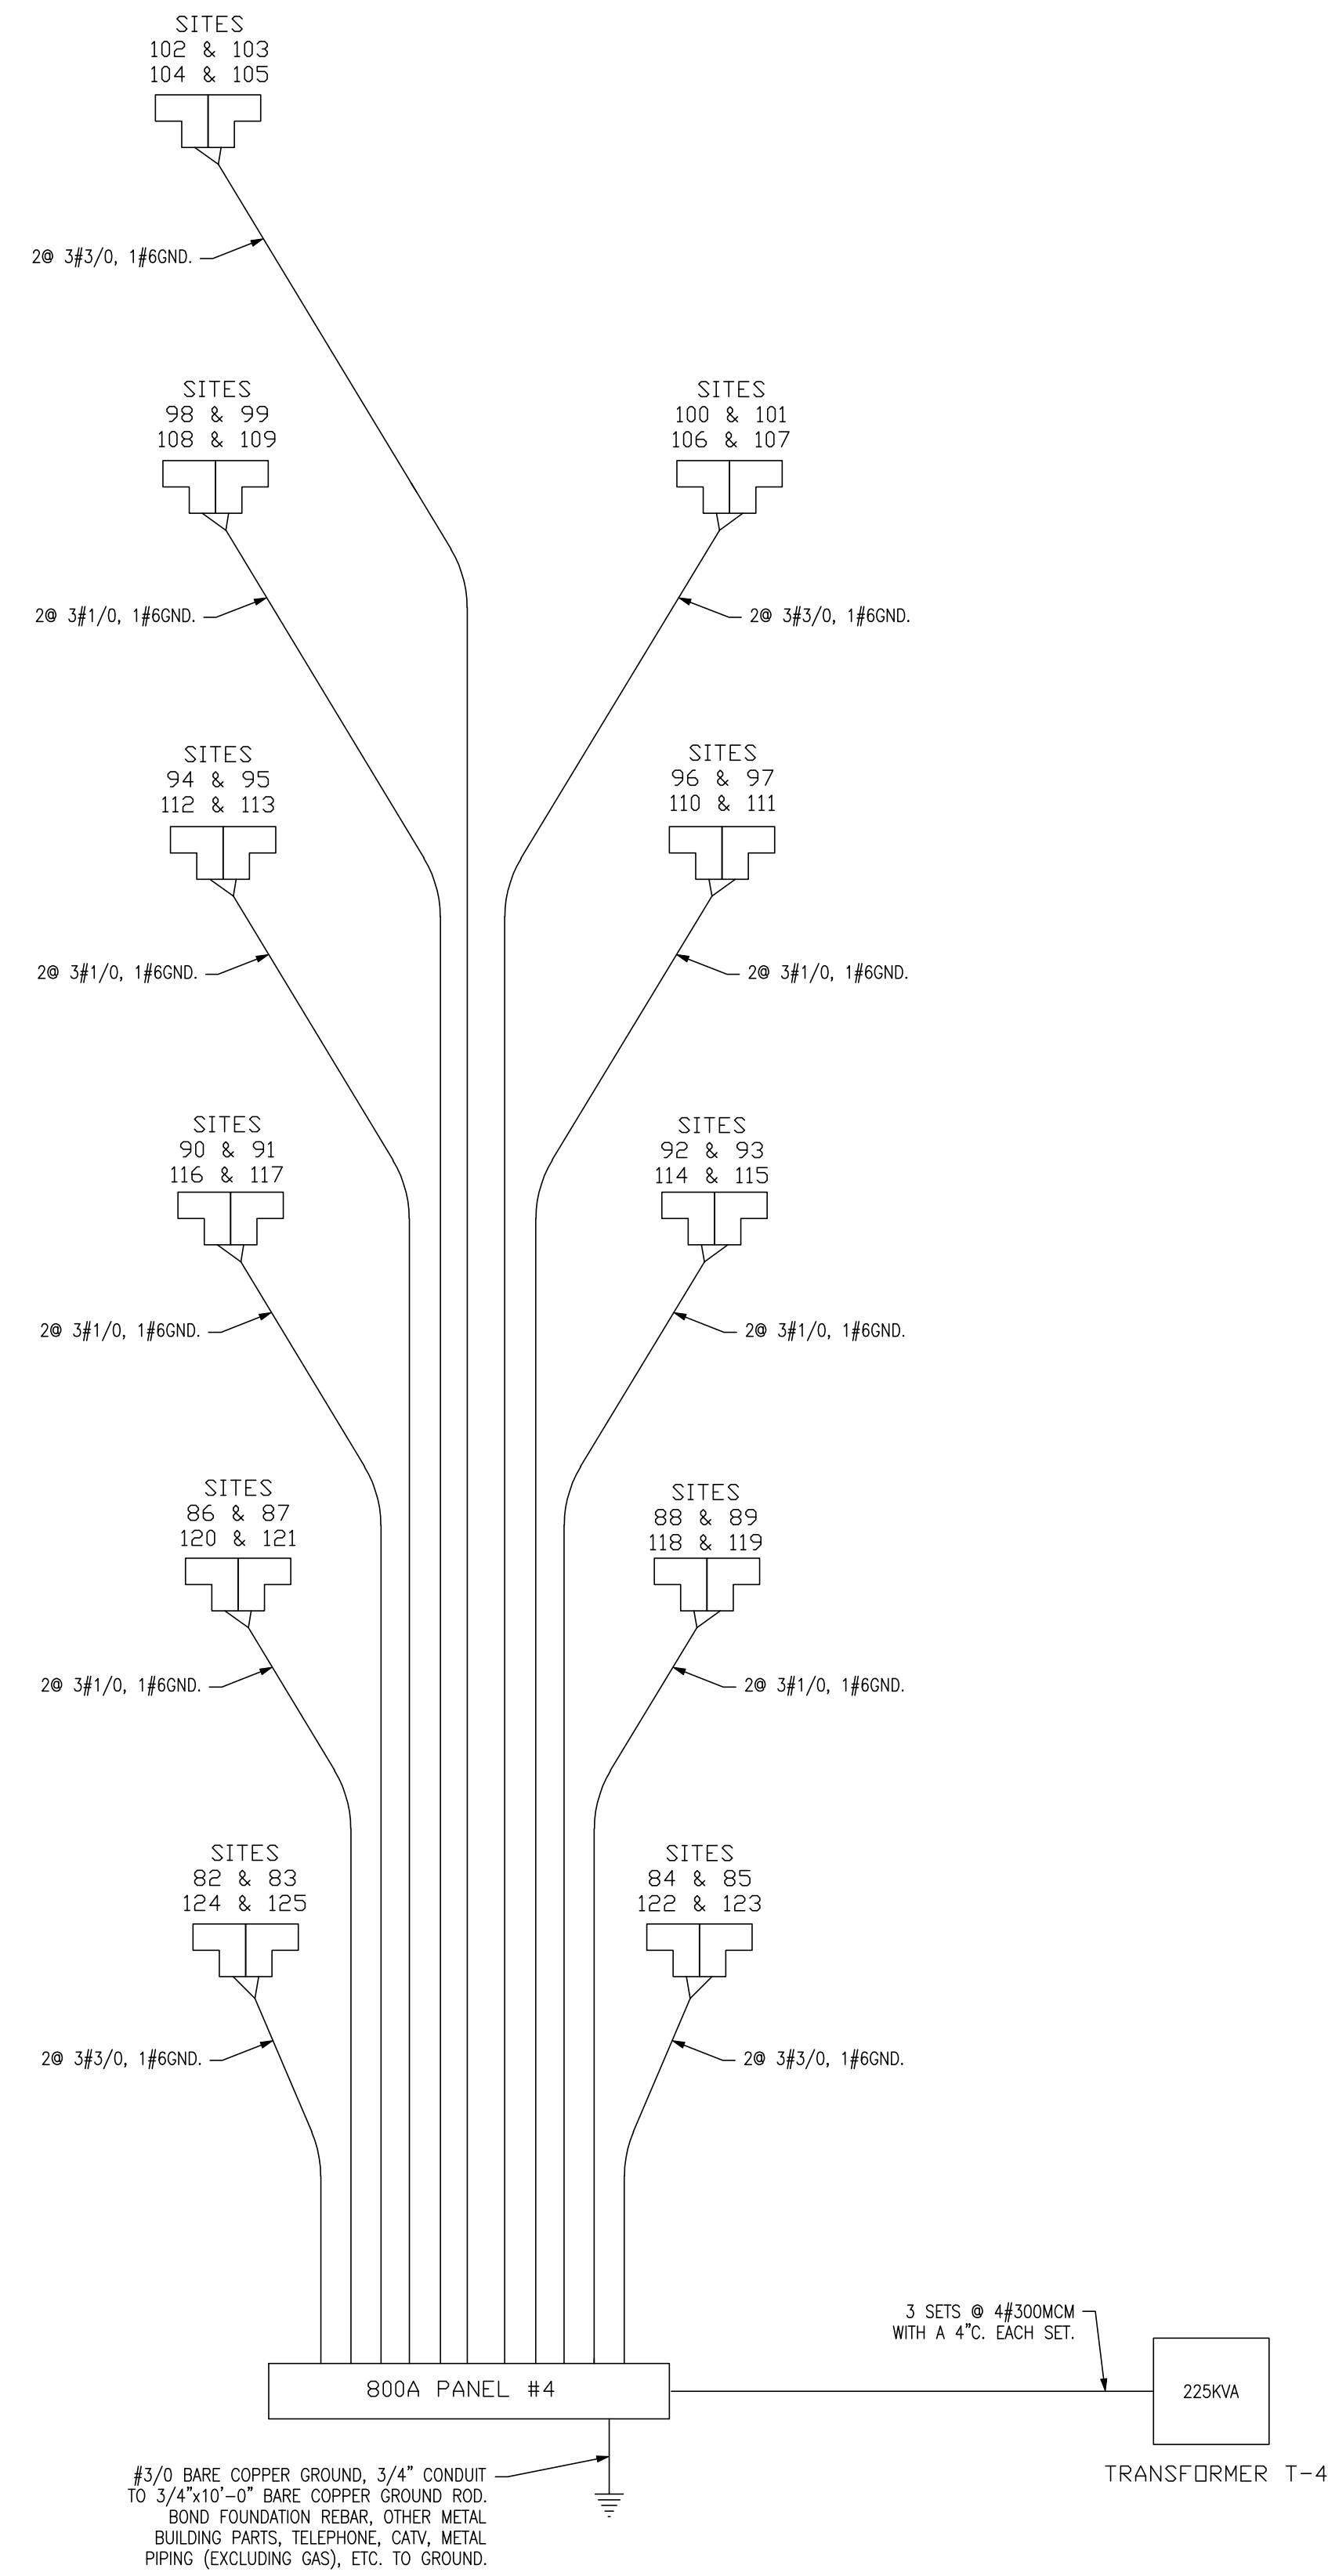 SITES
102 & 103
104 & 105
2@ 3#3/0, 1#6GND.
SITES
98 & 99
108 & 109
SITES
100 & 101
106 & 107
2@ 3#1/0, 1#6GND.
2@ 3#3/0, 1#6GND.
SITES
94 & 95
112 & 113
SITES
96 & 97
110 & 111
2@ 3#1/0, 1#6GND.
2@ 3#1/0, 1#6GND.
SITES
90 & 91
116 & 117
SITES
92 & 93
114 & 115
2@ 3#1/0, 1#6GND.
2@ 3#1/0, 1#6GND.
SITES
86 & 87
120 & 121
SITES
88 & 89
118 & 119
2@ 3#1/0, 1#6GND.
2@ 3#1/0, 1#6GND.
SITES
82 & 83
124 & 125
SITES
84 & 85
122 & 123
2@ 3#3/0, 1#6GND.
2@ 3#3/0, 1#6GND.
3 SETS @ 4#300MCM
WITH A 4"C. EACH SET.
800A PANEL #4
225KVA
TRANSFORMER T-4
#3/0 BARE COPPER GROUND, 3/4" CONDUIT
TO 3/4"x10'-0" BARE COPPER GROUND ROD.
BOND FOUNDATION REBAR, OTHER METAL
BUILDING PARTS, TELEPHONE, CATV, METAL
PIPING (EXCLUDING GAS), ETC. TO GROUND.